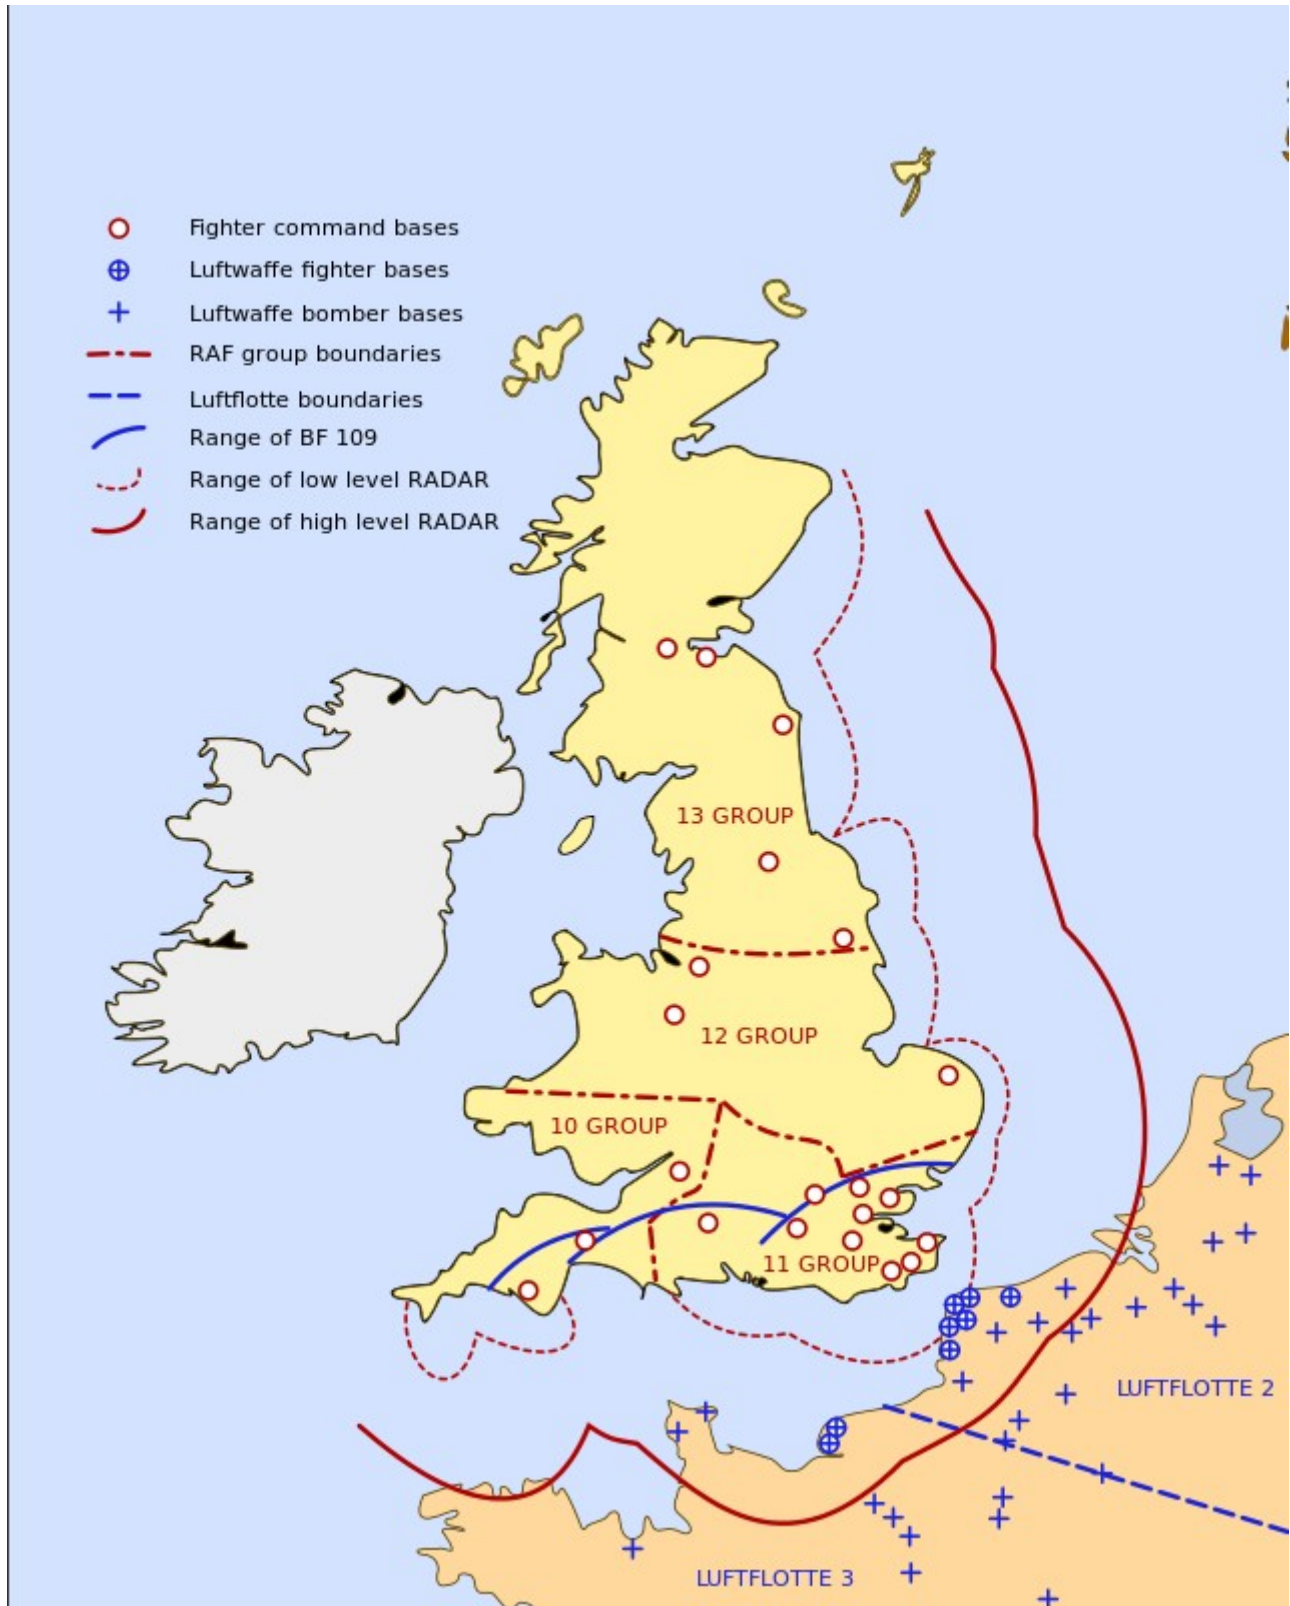 Fighter command bases
Luftwaffe fighter bases
Luftwaffe bomber bases
RAF group boundaries
Luftflotte boundaries
Range of BF 109
Range of low level RADAR
Range of high level RADAR
13 GROUP
12 GROUP
10 GROUP
11 GROUP
LUFTFLOTTE 2
LUFTFLOTTE 3